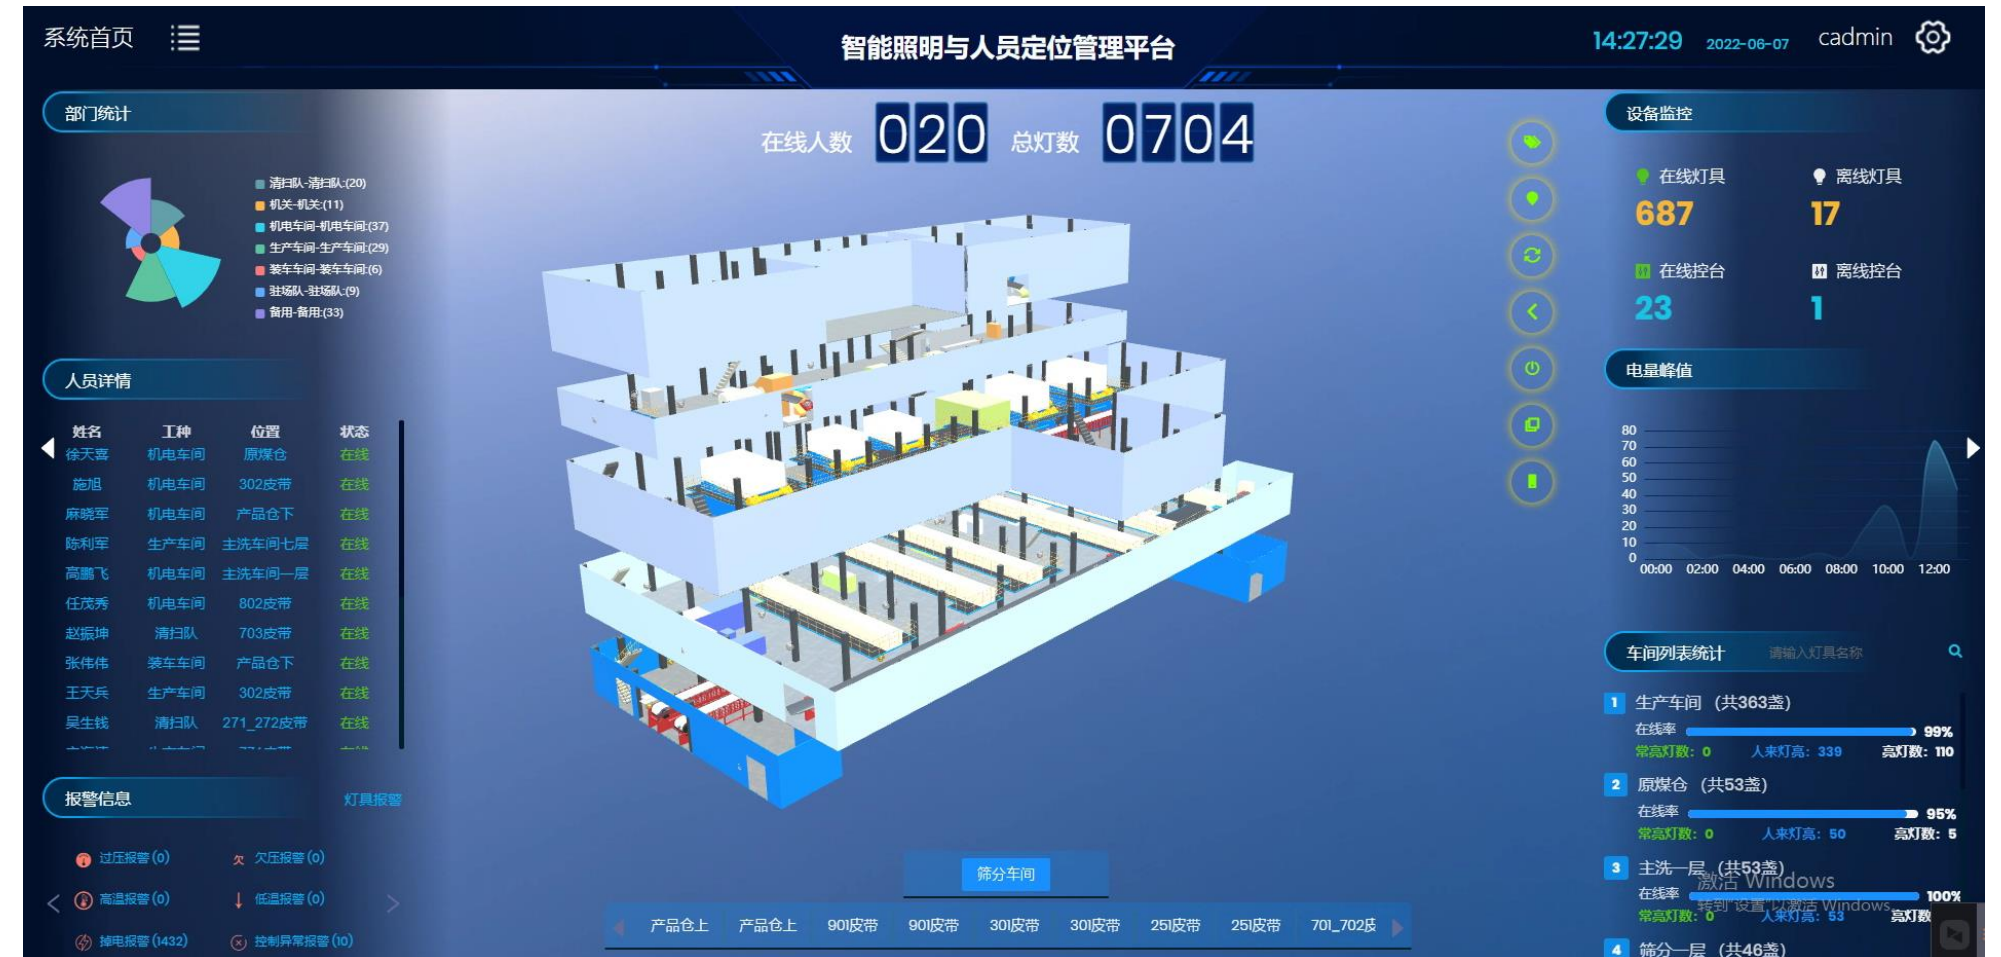 系统首页
智能照明与人员定位管理平台
14:27:29 2022-06-07 cadmin
部门统计
清扫队-清扫队:(20)
机关-机关:(11)
机电车间-机电车间:(37)
生产车间-生产车间:(29)
装车车间-装车车间:(6)
驻场队-驻场队:(9)
备用-备用:(33)
人员详情
姓名 工种 位置 状态
徐天喜 机电车间 原煤仓 在线
施旭 机电车间 302皮带 在线
麻晓军 机电车间 产品仓下 在线
陈利军 生产车间 主洗车间七层 在线
高鹏飞 机电车间 主洗车间一层 在线
任茂秀 机电车间 802皮带 在线
赵振坤 清扫队 703皮带 在线
张伟伟 装车车间 产品仓下 在线
王天兵 生产车间 302皮带 在线
吴生钱 清扫队 271_272皮带 在线
报警信息 灯具报警
过压报警(0) 欠压报警(0)
高温报警(0) 低温报警(0)
掉电报警(1432) 控制异常报警(10)
在线人数 020 总灯数 0704
筛分车间
产品仓上 产品仓上 901皮带 901皮带 301皮带 301皮带 251皮带 251皮带 701_702皮
设备监控
在线灯具 离线灯具
687 17
在线控台 离线控台
23 1
电量峰值
80
70
60
50
40
30
20
10
0
00:00 02:00 04:00 06:00 08:00 10:00 12:00
车间列表统计 请输入灯具名称
1 生产车间 (共363盏)
在线率 99%
常亮灯数: 0 人来灯亮: 339 亮灯数: 110
2 原煤仓 (共53盏)
在线率 95%
常亮灯数: 0 人来灯亮: 50 亮灯数: 5
3 主洗一层 (共53盏)
激活 Windows
在线率 100%
转到"设置"以激活 Windows
常亮灯数: 0 人来灯亮: 53 亮灯数
4 筛分一层 (共46盏)